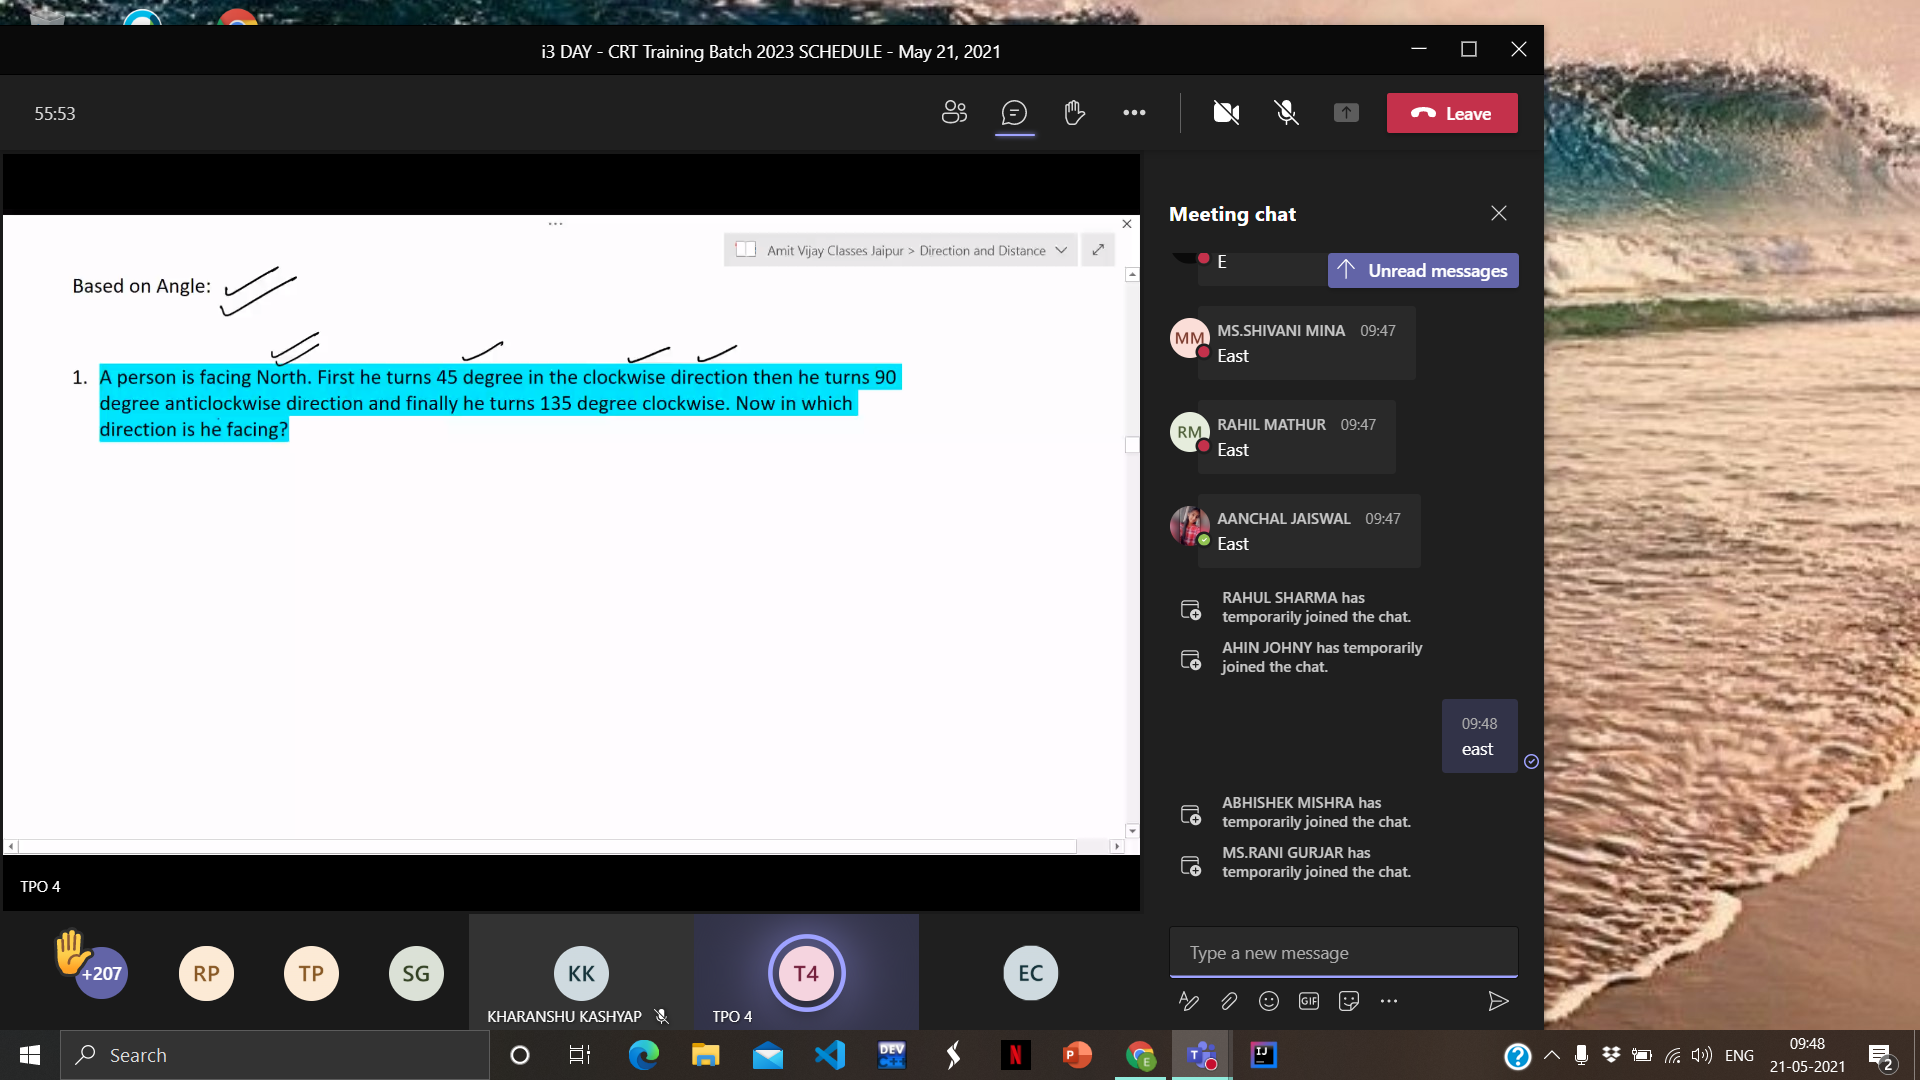 i3 DAY - CRT Training Batch 2023 SCHEDULE - May 21, 2021
55:53
Leave
Amit Vijay Classes Jaipur > Direction and Distance
Based on Angle:
1. A person is facing North. First he turns 45 degree in the clockwise direction then he turns 90
degree anticlockwise direction and finally he turns 135 degree clockwise. Now in which
direction is he facing?
TPO 4
Meeting chat
E
Unread messages
MM
MS.SHIVANI MINA 09:47
East
RM
RAHIL MATHUR 09:47
East
AANCHAL JAISWAL 09:47
East
RAHUL SHARMA has
temporarily joined the chat.
AHIN JOHNY has temporarily
joined the chat.
09:48
east
ABHISHEK MISHRA has
temporarily joined the chat.
MS.RANI GURJAR has
temporarily joined the chat.
Type a new message
GIF
+207
RP
TP
SG
KK
KHARANSHU KASHYAP
T4
TPO 4
EC
Search
DEV
C++
N
P
E
T
IJ
?
ENG
09:48
21-05-2021
2